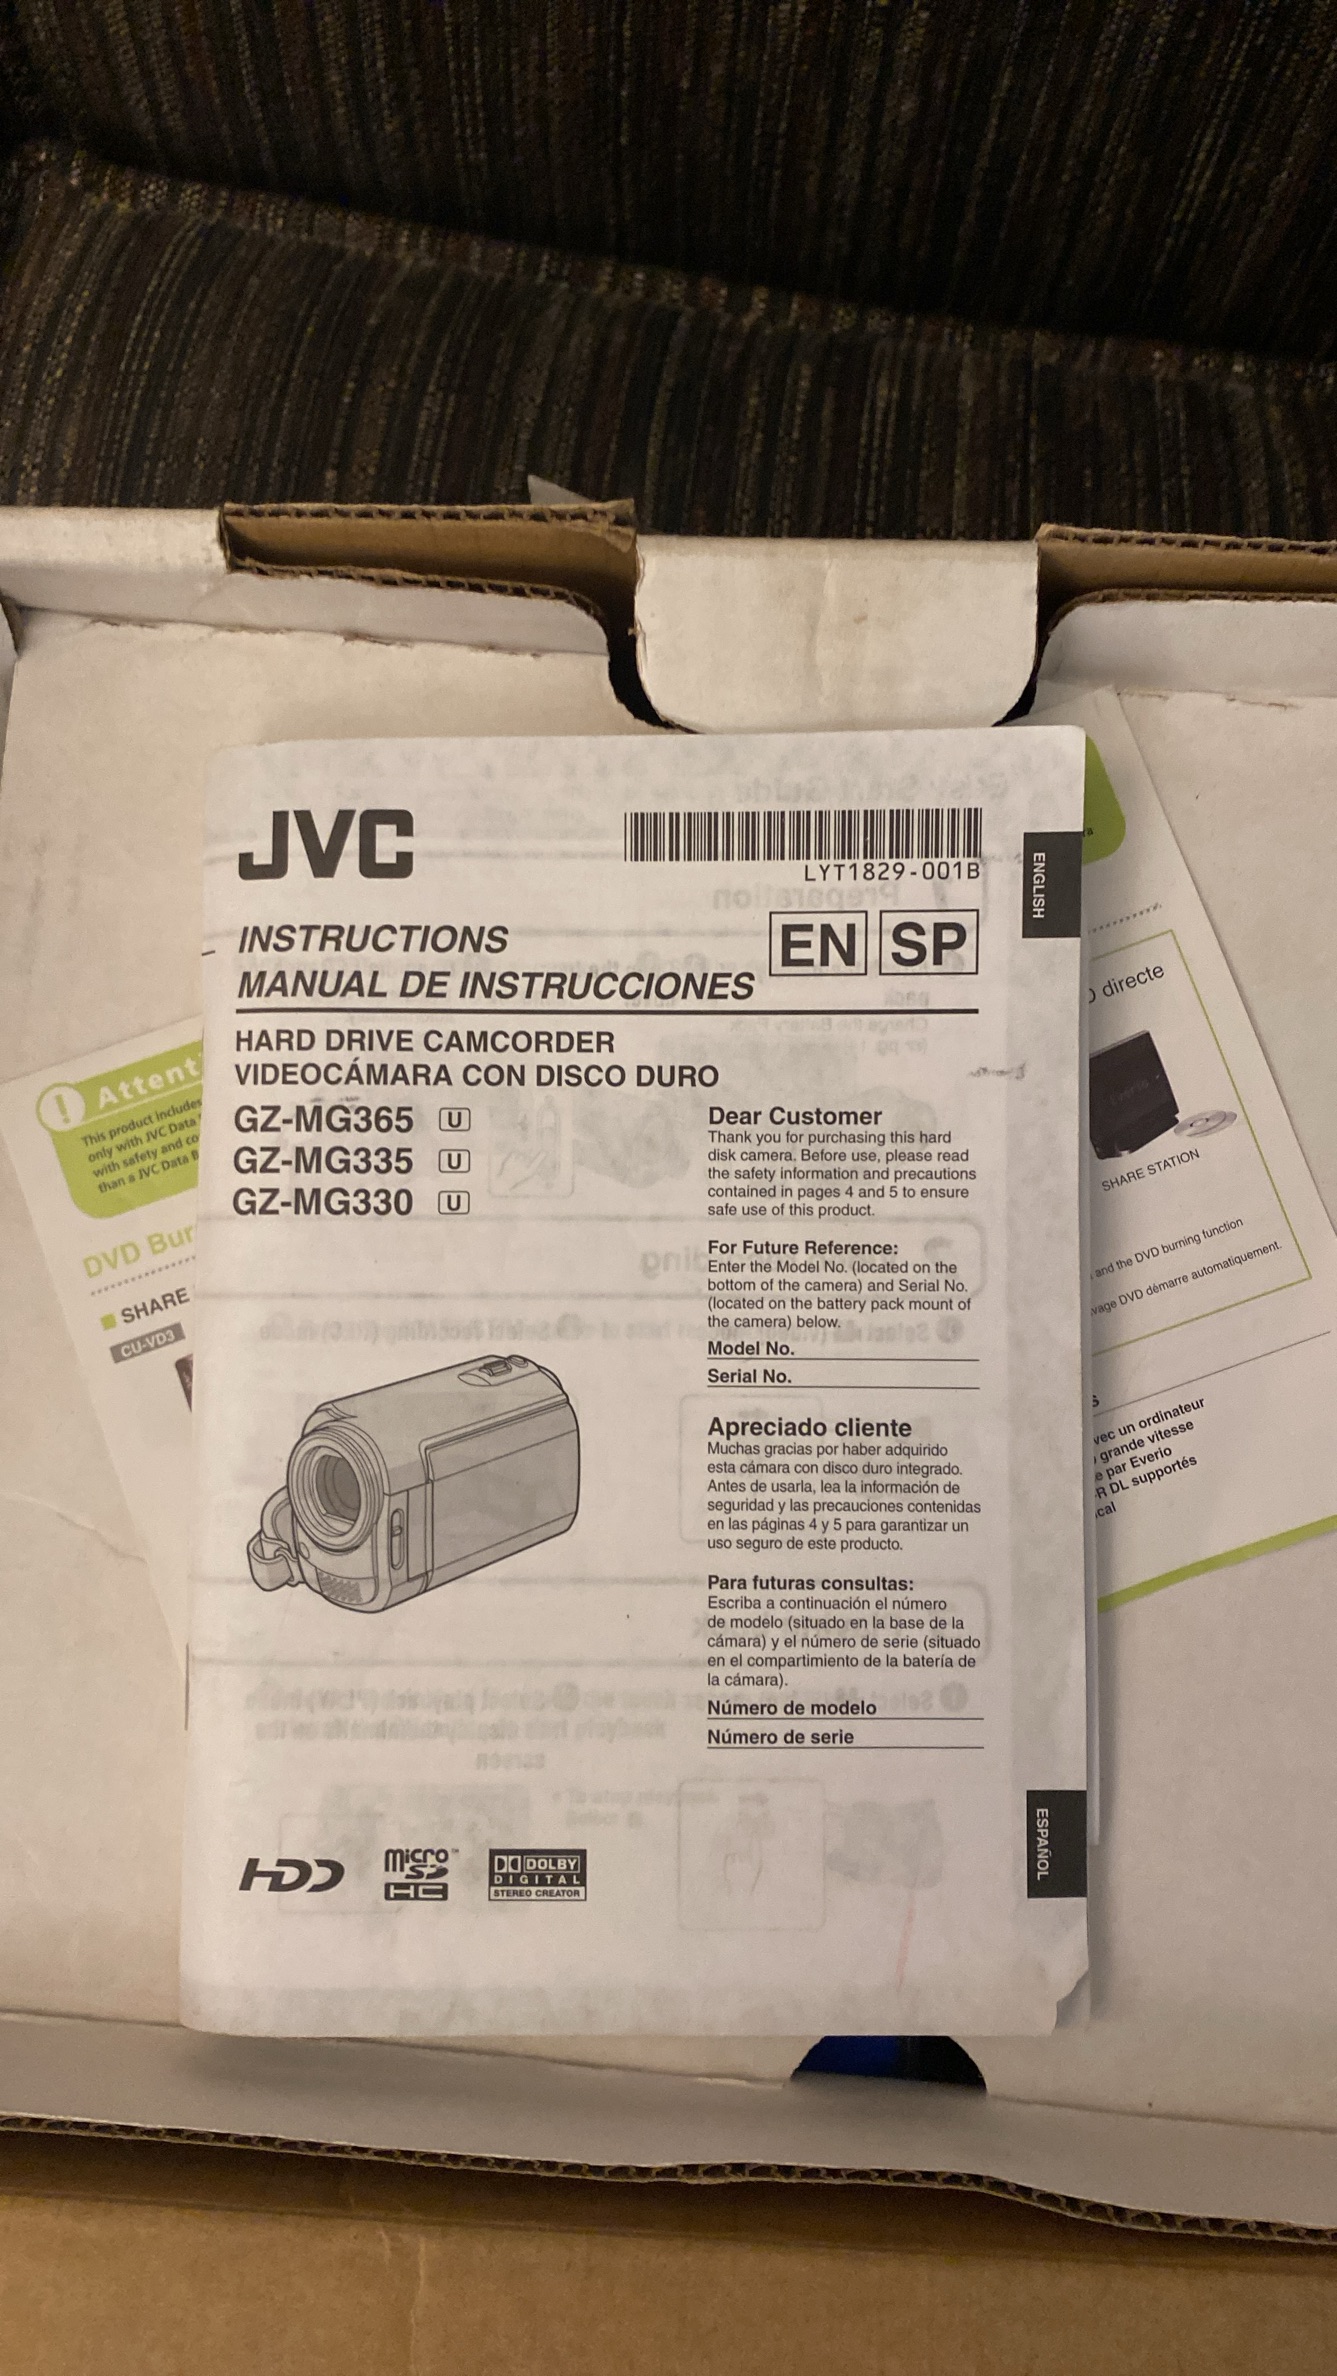 JVC
LYT1829-001B
ENGLISH
INSTRUCTIONS
MANUAL DE INSTRUCCIONES
EN SP
HARD DRIVE CAMCORDER
VIDEOCÁMARA CON DISCO DURO
GZ-MG365 U
GZ-MG335 U
GZ-MG330 U
Dear Customer
Thank you for purchasing this hard
disk camera. Before use, please read
the safety information and precautions
contained in pages 4 and 5 to ensure
safe use of this product.
For Future Reference:
Enter the Model No. (located on the
bottom of the camera) and Serial No.
(located on the battery pack mount of
the camera) below.
Model No.
Serial No.
Apreciado cliente
Muchas gracias por haber adquirido
esta cámara con disco duro integrado.
Antes de usarla, lea la información de
seguridad y las precauciones contenidas
en las páginas 4 y 5 para garantizar un
uso seguro de este producto.
Para futuras consultas:
Escriba a continuación el número
de modelo (situado en la base de la
cámara) y el número de serie (situado
en el compartimiento de la batería de
la cámara).
Número de modelo
Número de serie
ESPAÑOL
HDD
micro SD HC
DOLBY
DIGITAL
STEREO CREATOR
Attent
This product includes
only with JVC Data
with safety and co
than a JVC Data B
DVD Bur
SHARE
CU-VD3
directe
SHARE STATION
and the DVD burning function
vage DVD démarre automatiquement.
vec un ordinateur
grande vitesse
e par Everio
-R DL supportés
cal